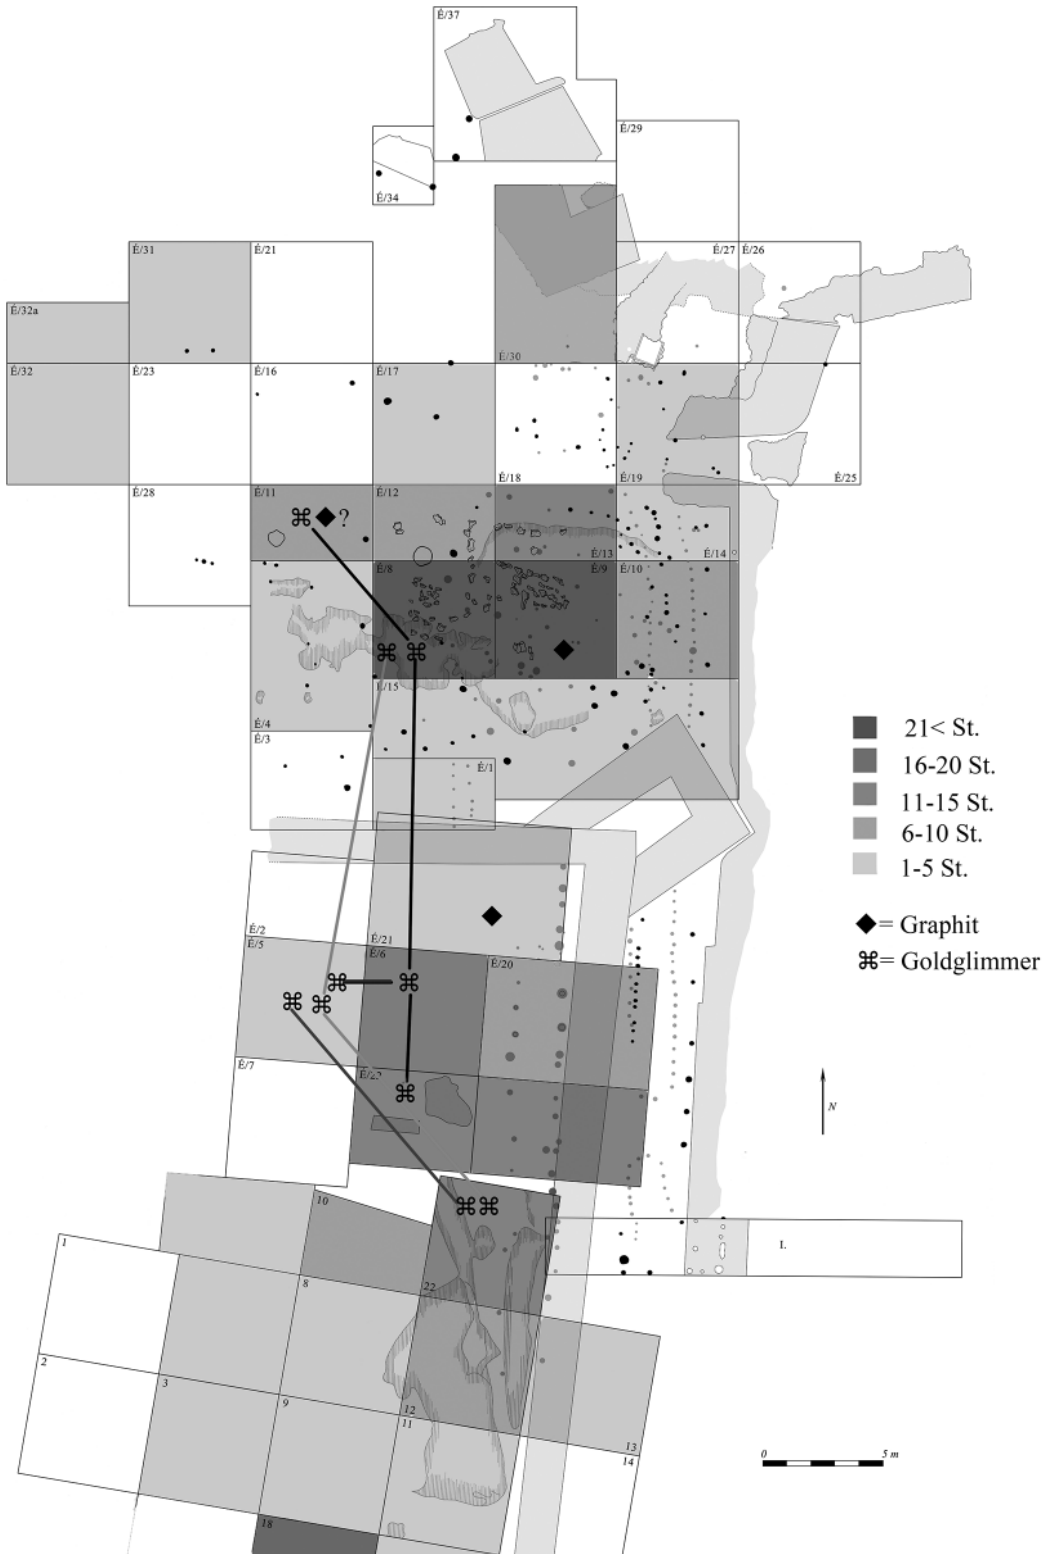 É/37
É/29
É/34
É/31
É/21
É/27
É/26
É/32a
É/30
É/32
É/23
É/16
É/17
É/18
É/19
É/25
É/28
É/11
?
É/12
É/13
É/14
É/8
É/9
É/10
É/15
É/4
É/3
É/1
21< St.
16-20 St.
11-15 St.
6-10 St.
1-5 St.
= Graphit
= Goldglimmer
É/2
É/21
É/5
É/6
É/20
É/7
N
10
1
I.
8
22
2
3
9
12
11
13
14
0
5 m
18